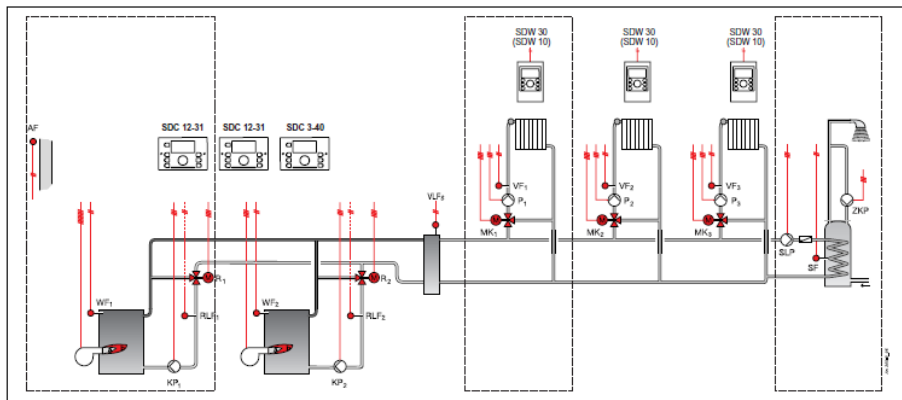 SDW 30
(SDW 10)
SDW 30
(SDW 10)
SDW 30
(SDW 10)
AF
SDC 12-31
SDC 12-31
SDC 3-40
VF1
P1
VF2
P2
VF3
P3
ZKP
VLFg
M
MK1
M
MK2
M
MK3
SLP
SF
M
R1
M
R2
WF1
RLF1
WF2
RLF2
KP1
KP2